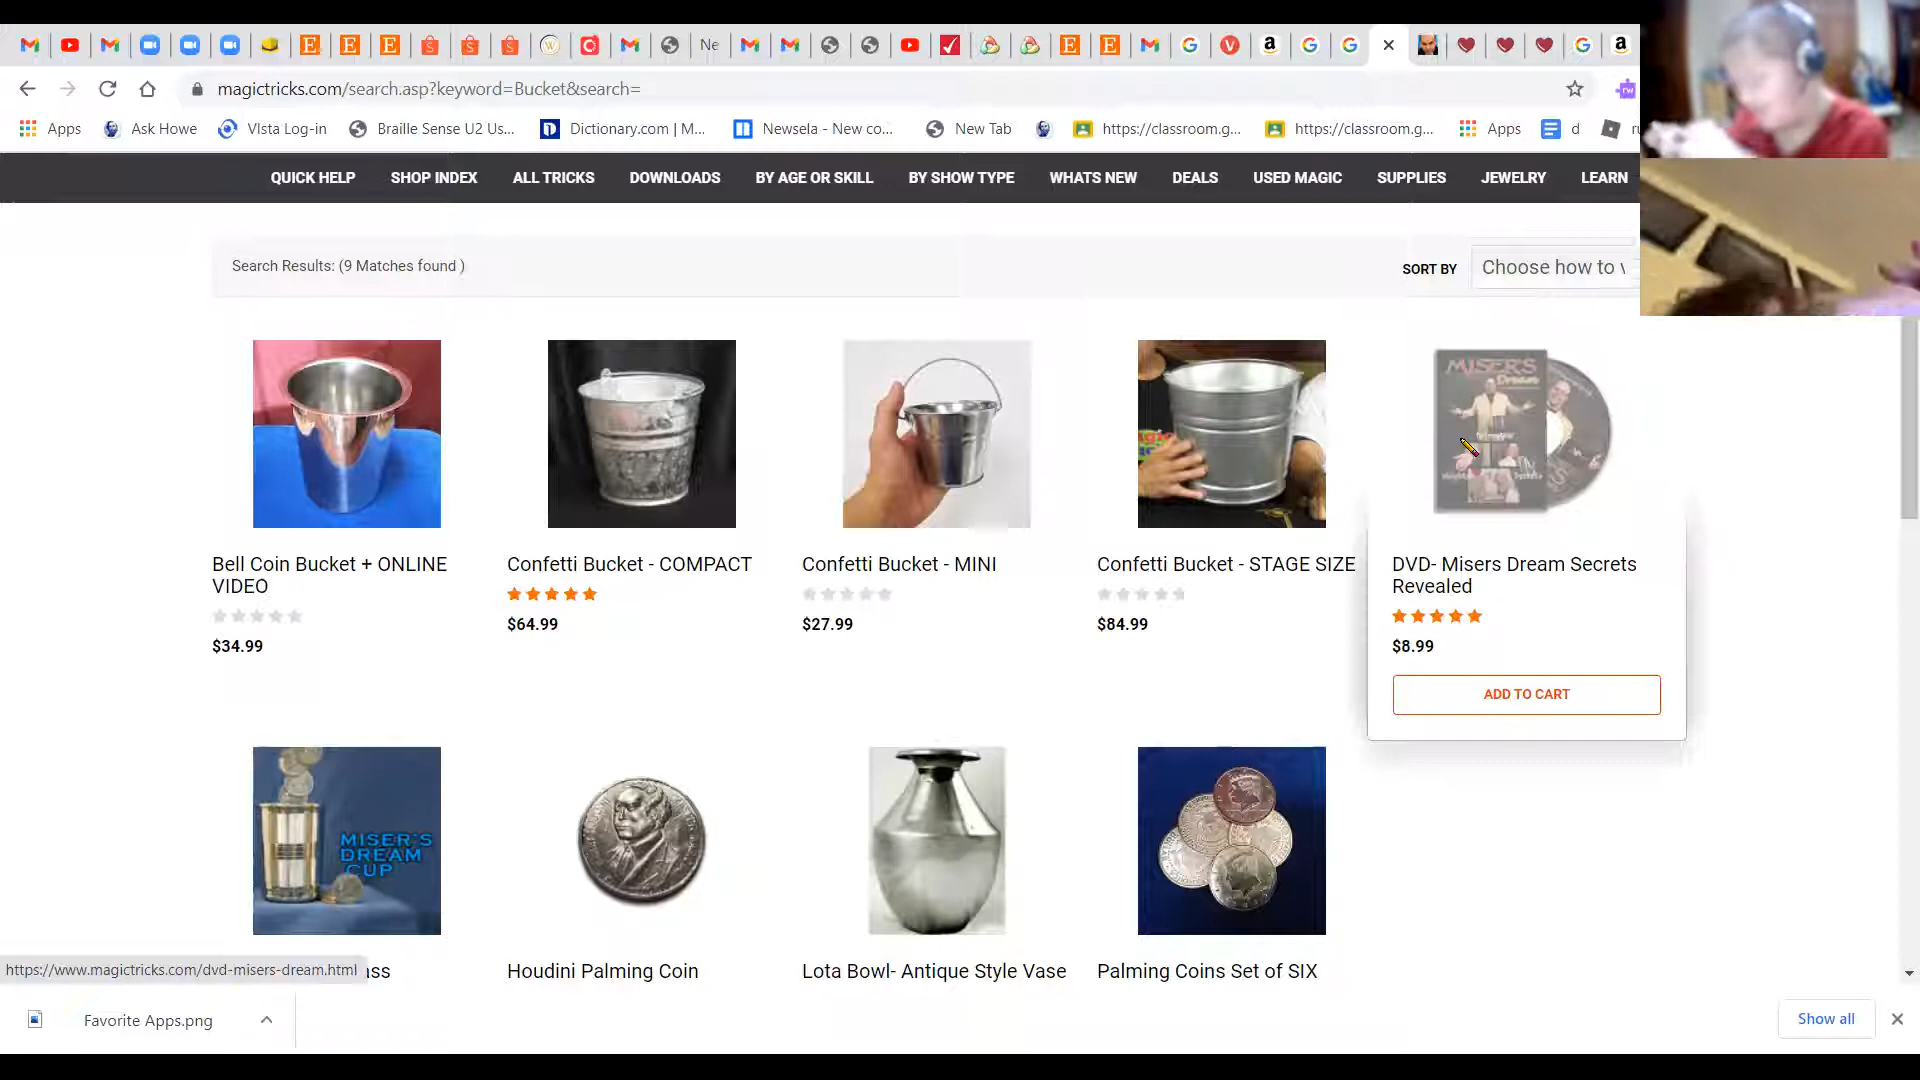 Ne
magictricks.com/search.asp?keyword=Bucket&search=
Apps Ask Howe VIsta Log-in Braille Sense U2 Us... Dictionary.com | M... Newsela - New co... New Tab https://classroom.g... https://classroom.g... Apps d
QUICK HELP SHOP INDEX ALL TRICKS DOWNLOADS BY AGE OR SKILL BY SHOW TYPE WHATS NEW DEALS USED MAGIC SUPPLIES JEWELRY LEARN
Search Results: (9 Matches found ) SORT BY Choose how to
MISER'S
Dream
Bell Coin Bucket + ONLINE
VIDEO
$34.99
Confetti Bucket - COMPACT
$64.99
Confetti Bucket - MINI
$27.99
Confetti Bucket - STAGE SIZE
$84.99
DVD- Misers Dream Secrets
Revealed
$8.99
ADD TO CART
MISER'S
DREAM
CUP
https://www.magictricks.com/dvd-misers-dream.html
ass
Houdini Palming Coin
Lota Bowl- Antique Style Vase
Palming Coins Set of SIX
Favorite Apps.png
Show all